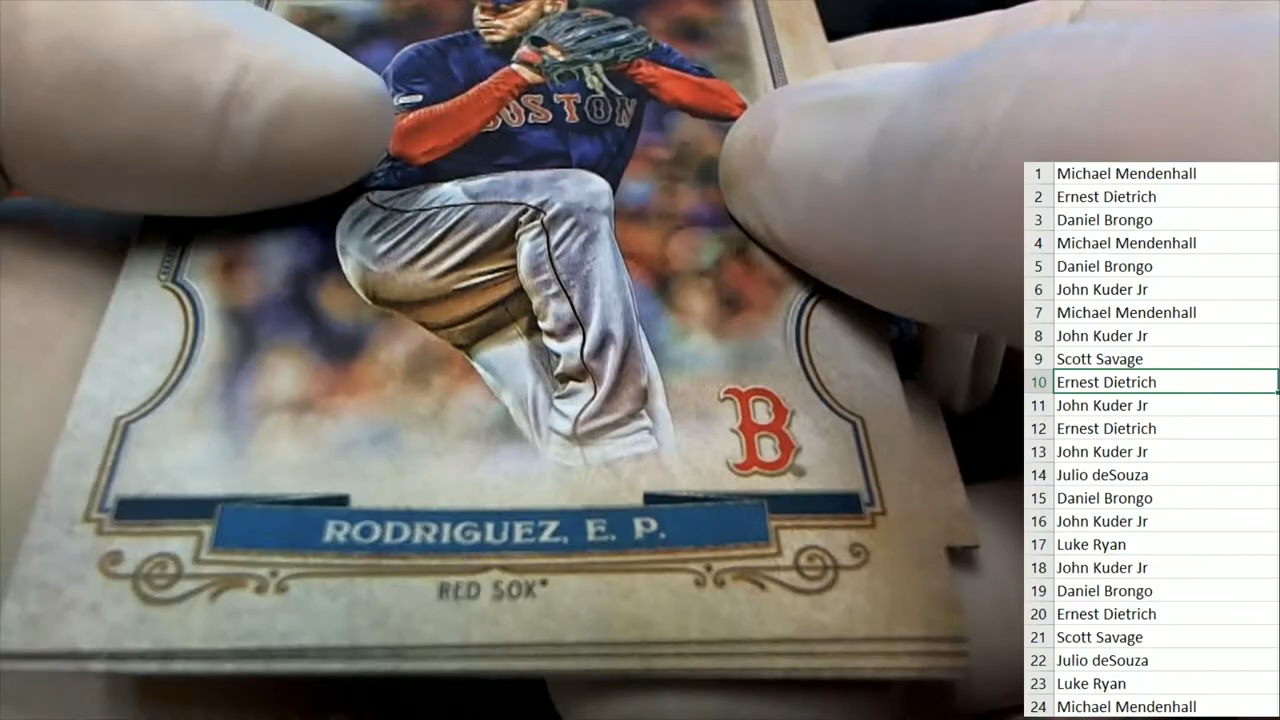 BOSTON
B
RODRIGUEZ, E. P.
RED SOX
1 Michael Mendenhall
2 Ernest Dietrich
3 Daniel Brongo
4 Michael Mendenhall
5 Daniel Brongo
6 John Kuder Jr
7 Michael Mendenhall
8 John Kuder Jr
9 Scott Savage
10 Ernest Dietrich
11 John Kuder Jr
12 Ernest Dietrich
13 John Kuder Jr
14 Julio deSouza
15 Daniel Brongo
16 John Kuder Jr
17 Luke Ryan
18 John Kuder Jr
19 Daniel Brongo
20 Ernest Dietrich
21 Scott Savage
22 Julio deSouza
23 Luke Ryan
24 Michael Mendenhall